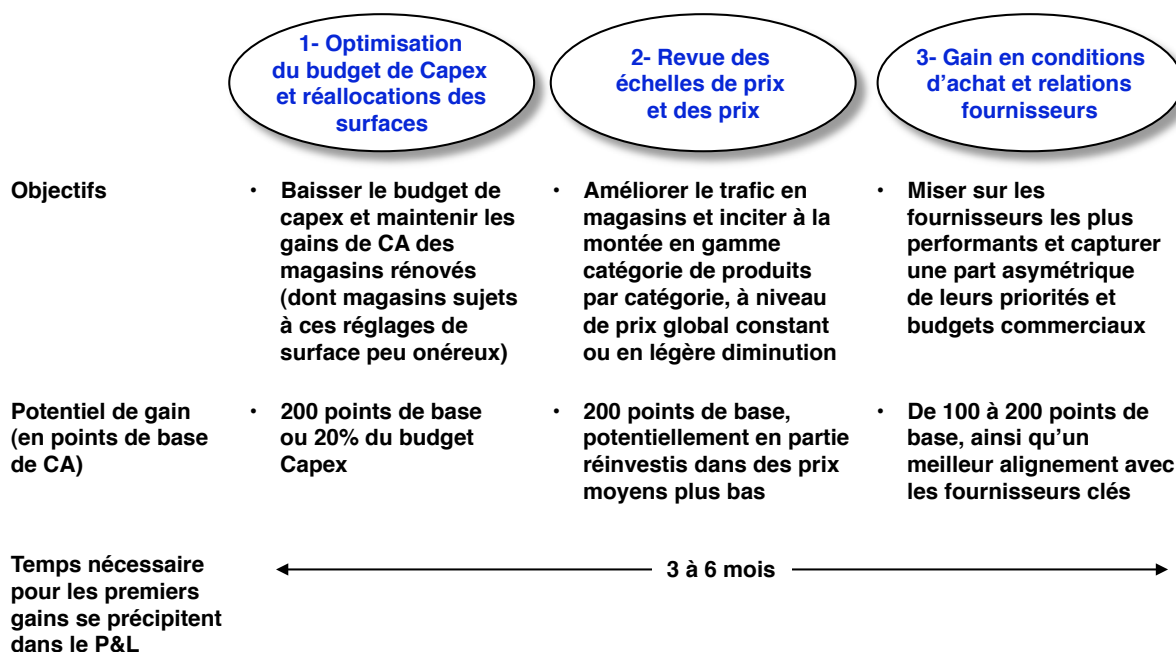 1- Optimisation
du budget de Capex
et réallocations des
surfaces
2- Revue des
échelles de prix
et des prix
3- Gain en conditions
d'achat et relations
fournisseurs
Objectifs
• Baisser le budget de
capex et maintenir les
gains de CA des
magasins rénovés
(dont magasins sujets
à ces réglages de
surface peu onéreux)
• Améliorer le trafic en
magasins et inciter à la
montée en gamme
catégorie de produits
par catégorie, à niveau
de prix global constant
ou en légère diminution
• Miser sur les
fournisseurs les plus
performants et capturer
une part asymétrique
de leurs priorités et
budgets commerciaux
Potentiel de gain
(en points de base
de CA)
• 200 points de base
ou 20% du budget
Capex
• 200 points de base,
potentiellement en partie
réinvestis dans des prix
moyens plus bas
• De 100 à 200 points de
base, ainsi qu'un
meilleur alignement avec
les fournisseurs clés
Temps nécessaire
pour les premiers
gains se précipitent
dans le P&L
3 à 6 mois